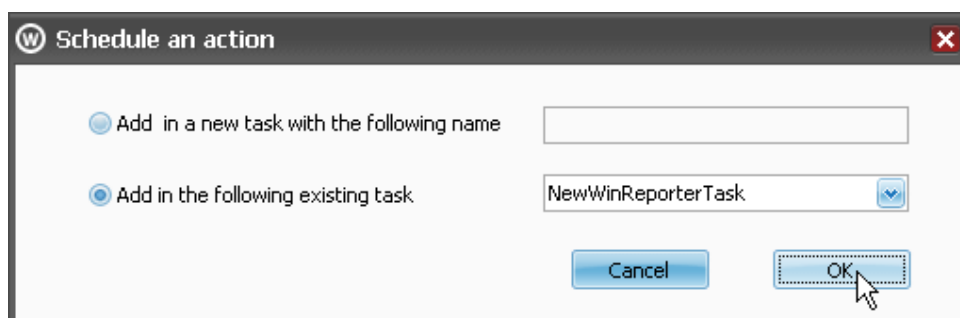 W Schedule an action
Add in a new task with the following name
Add in the following existing task NewWinReporterTask
Cancel OK